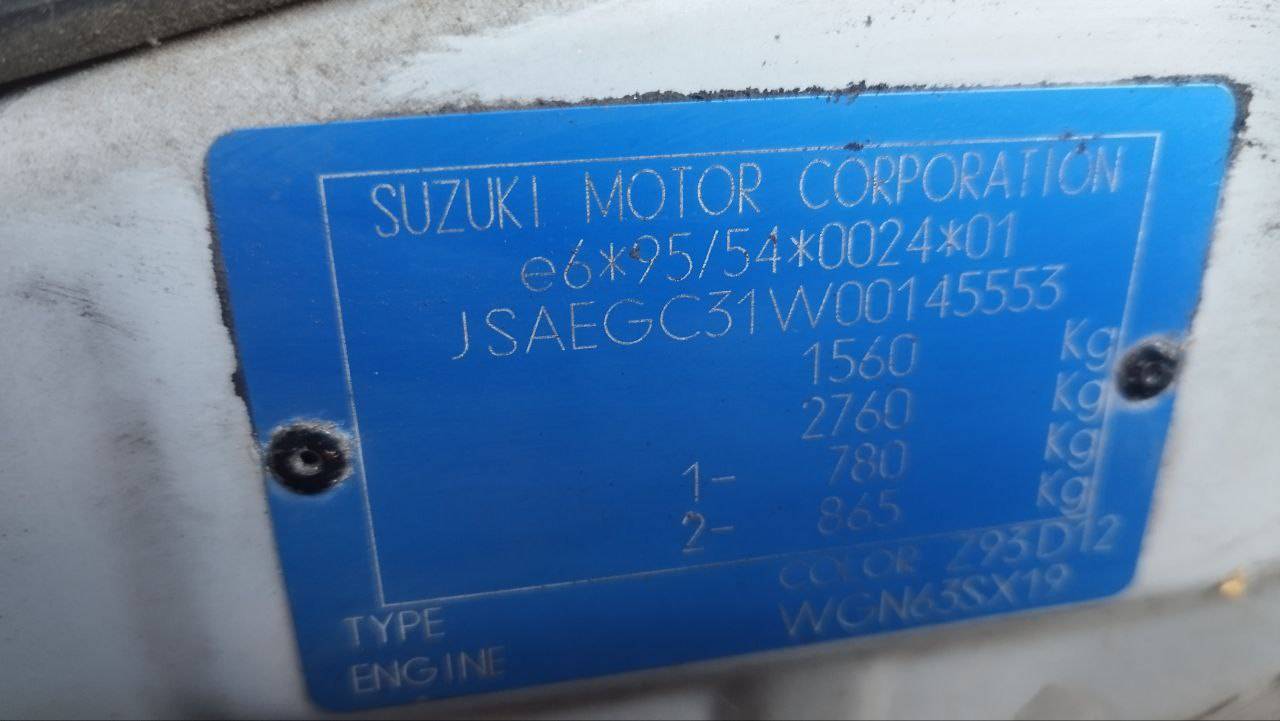 SUZUKI MOTOR CORPORATION
e6*95/54*0024*01
JSAEGC31W00145553
1560 Kg
2760 Kg
1- 780 Kg
2- 865 Kg
COLOR Z93D12
TYPE WGN63SX19
ENGINE